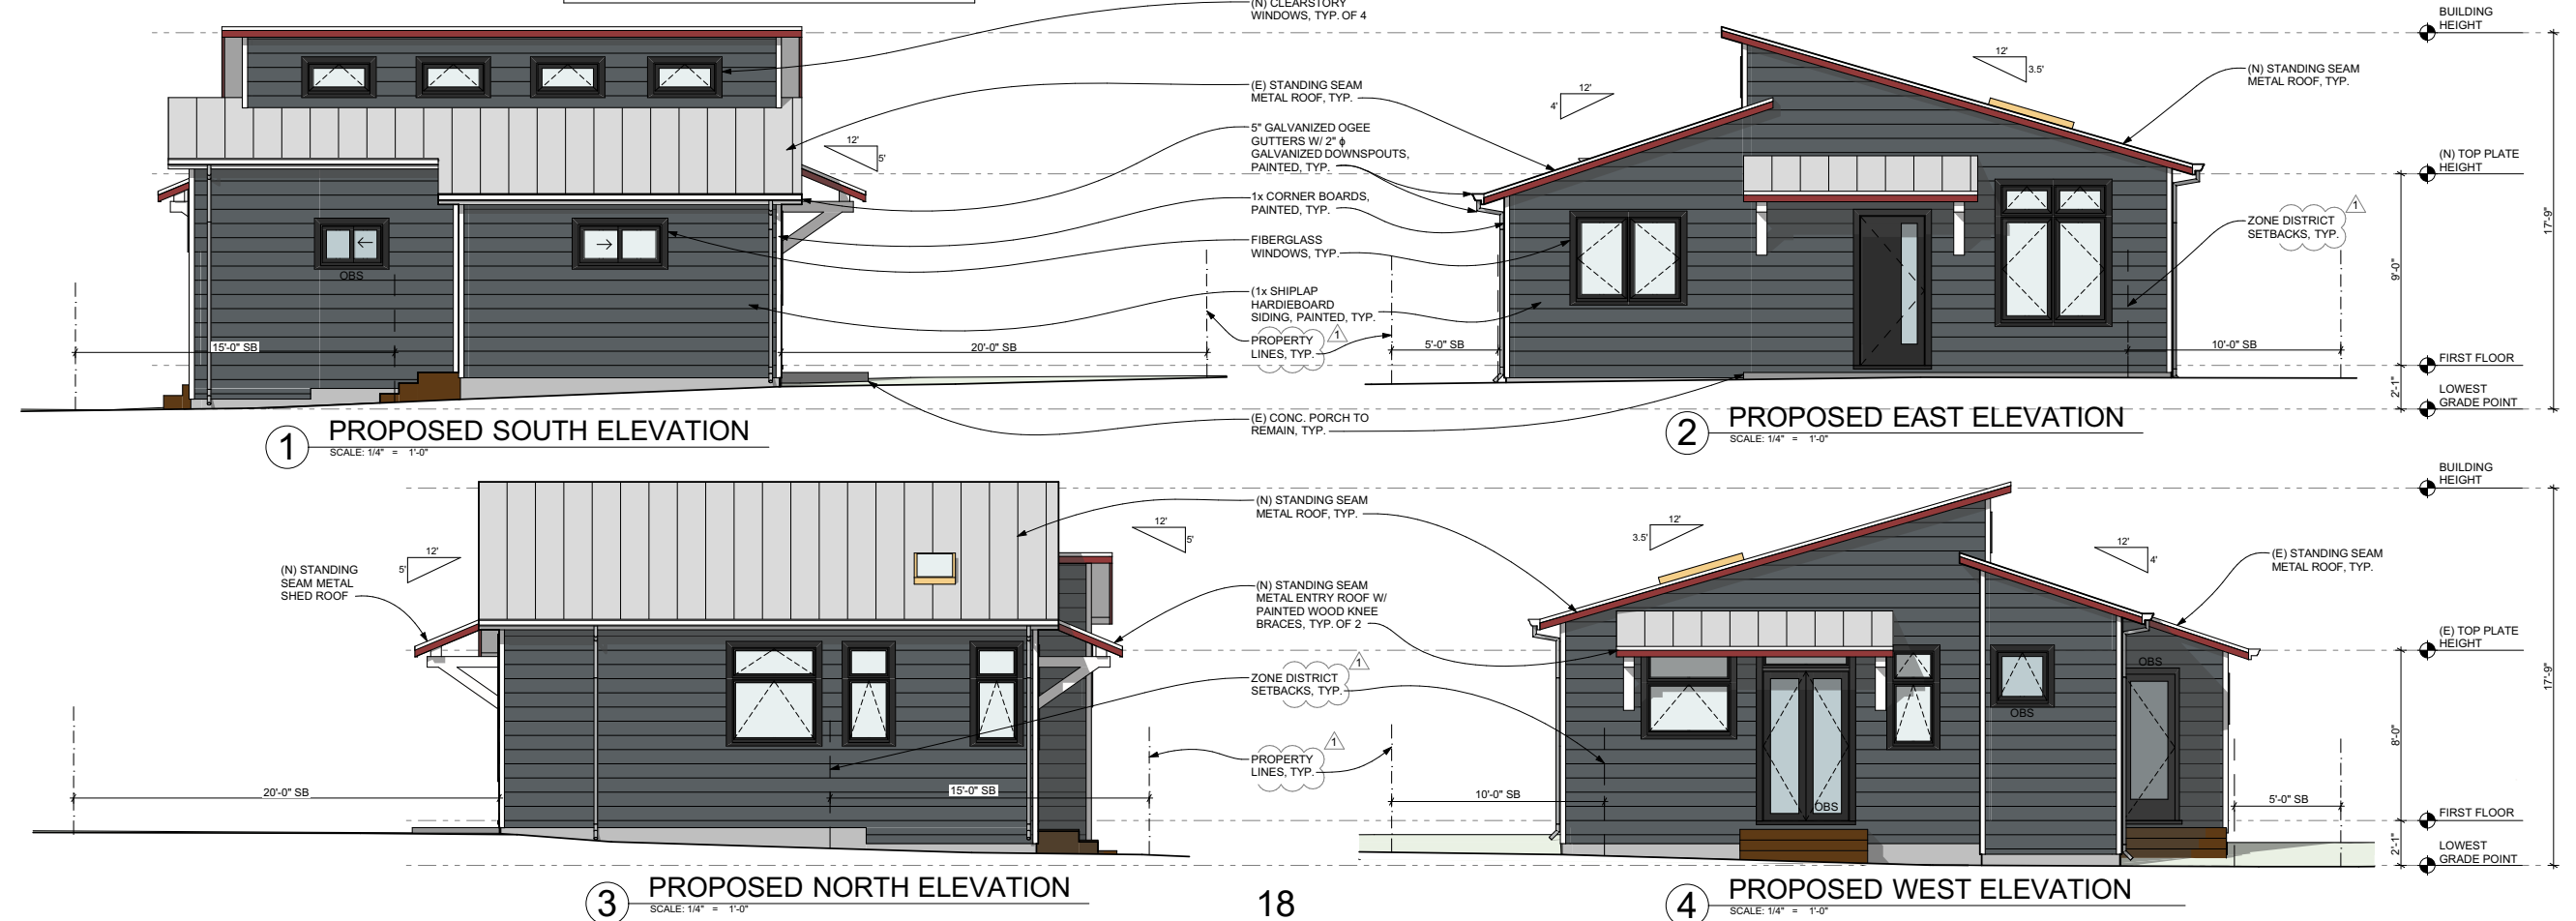 (N) CLEARSTORY
WINDOWS, TYP. OF 4
(E) STANDING SEAM
METAL ROOF, TYP.
5" GALVANIZED OGEE
GUTTERS W/ 2" ϕ
GALVANIZED DOWNSPOUTS,
PAINTED, TYP.
1x CORNER BOARDS,
PAINTED, TYP.
FIBERGLASS
WINDOWS, TYP.
(1x SHIPLAP
HARDIEBOARD
SIDING, PAINTED, TYP.
PROPERTY
LINES, TYP.
1
(E) CONC. PORCH TO
REMAIN, TYP.
12'
5'
OBS
15'-0" SB
20'-0" SB
1
PROPOSED SOUTH ELEVATION
SCALE: 1/4" = 1'-0"
12'
4'
12'
3.5'
(N) STANDING SEAM
METAL ROOF, TYP.
ZONE DISTRICT
SETBACKS, TYP.
1
5'-0" SB
10'-0" SB
BUILDING
HEIGHT
(N) TOP PLATE
HEIGHT
FIRST FLOOR
LOWEST
GRADE POINT
9'-0"
2'-1"
17'-9"
2
PROPOSED EAST ELEVATION
SCALE: 1/4" = 1'-0"
(N) STANDING
SEAM METAL
SHED ROOF
12'
5'
12'
5'
(N) STANDING SEAM
METAL ROOF, TYP.
(N) STANDING SEAM
METAL ENTRY ROOF W/
PAINTED WOOD KNEE
BRACES, TYP. OF 2
ZONE DISTRICT
SETBACKS, TYP.
1
PROPERTY
LINES, TYP.
1
20'-0" SB
15'-0" SB
3
PROPOSED NORTH ELEVATION
SCALE: 1/4" = 1'-0"
18
12'
3.5'
12'
4'
(E) STANDING SEAM
METAL ROOF, TYP.
OBS
OBS
OBS
10'-0" SB
5'-0" SB
BUILDING
HEIGHT
(E) TOP PLATE
HEIGHT
FIRST FLOOR
LOWEST
GRADE POINT
8'-0"
2'-1"
17'-9"
4
PROPOSED WEST ELEVATION
SCALE: 1/4" = 1'-0"